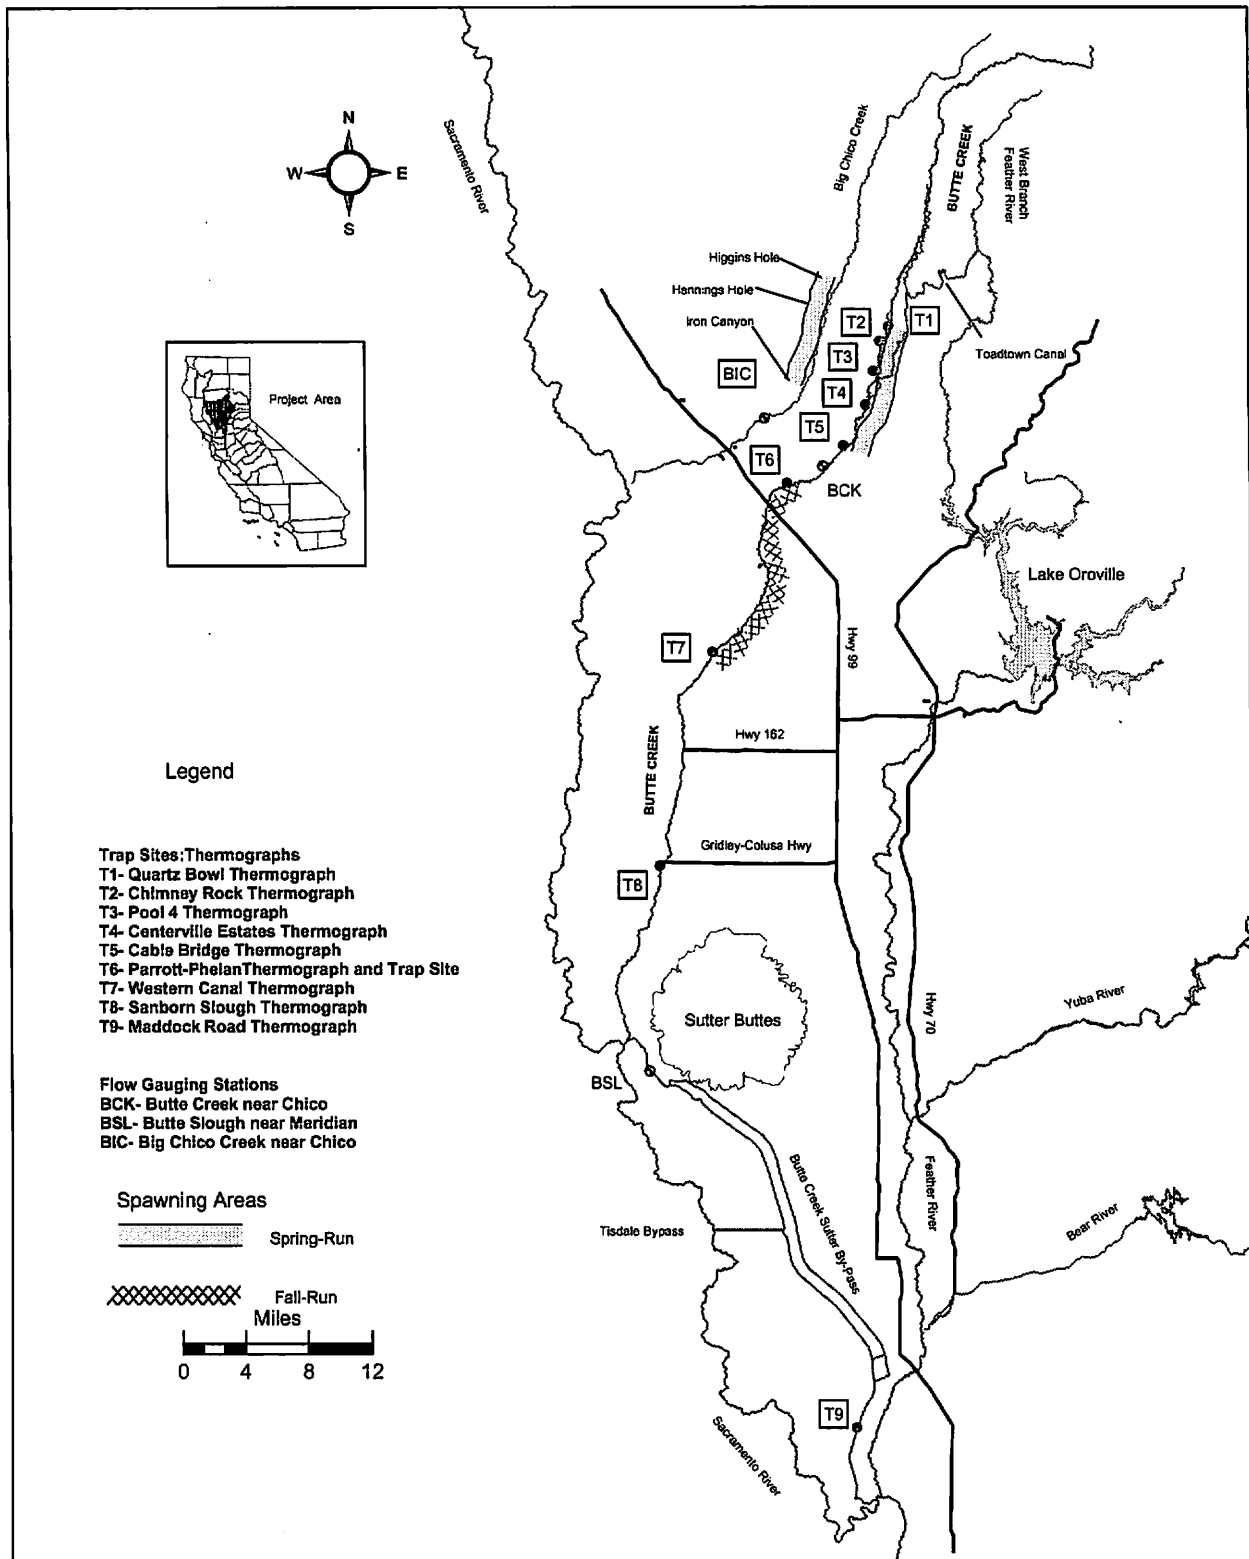 N
W E
S
Sacramento River
Big Chico Creek
BUTTE CREEK
West Branch
Feather River
Higgins Hole
Hennings Hole
Iron Canyon
T2
T1
T3
Toadtown Canal
BIC
T4
Project Area
T5
T6
BCK
Lake Oroville
T7
Hwy 99
Hwy 162
BUTTE CREEK
Legend
Gridley-Colusa Hwy
T8
Trap Sites;Thermographs
T1- Quartz Bowl Thermograph
T2- Chimney Rock Thermograph
T3- Pool 4 Thermograph
T4- Centerville Estates Thermograph
T5- Cable Bridge Thermograph
T6- Parrott-PhelanThermograph and Trap Site
T7- Western Canal Thermograph
T8- Sanborn Slough Thermograph
T9- Maddock Road Thermograph
Sutter Buttes
Hwy 70
Yuba River
BSL
Flow Gauging Stations
BCK- Butte Creek near Chico
BSL- Butte Slough near Meridian
BIC- Big Chico Creek near Chico
Butte Creek Sutter By-Pass
Feather River
Bear River
Tisdale Bypass
Spawning Areas
Spring-Run
Fall-Run
Miles
0 4 8 12
T9
Sacramento River